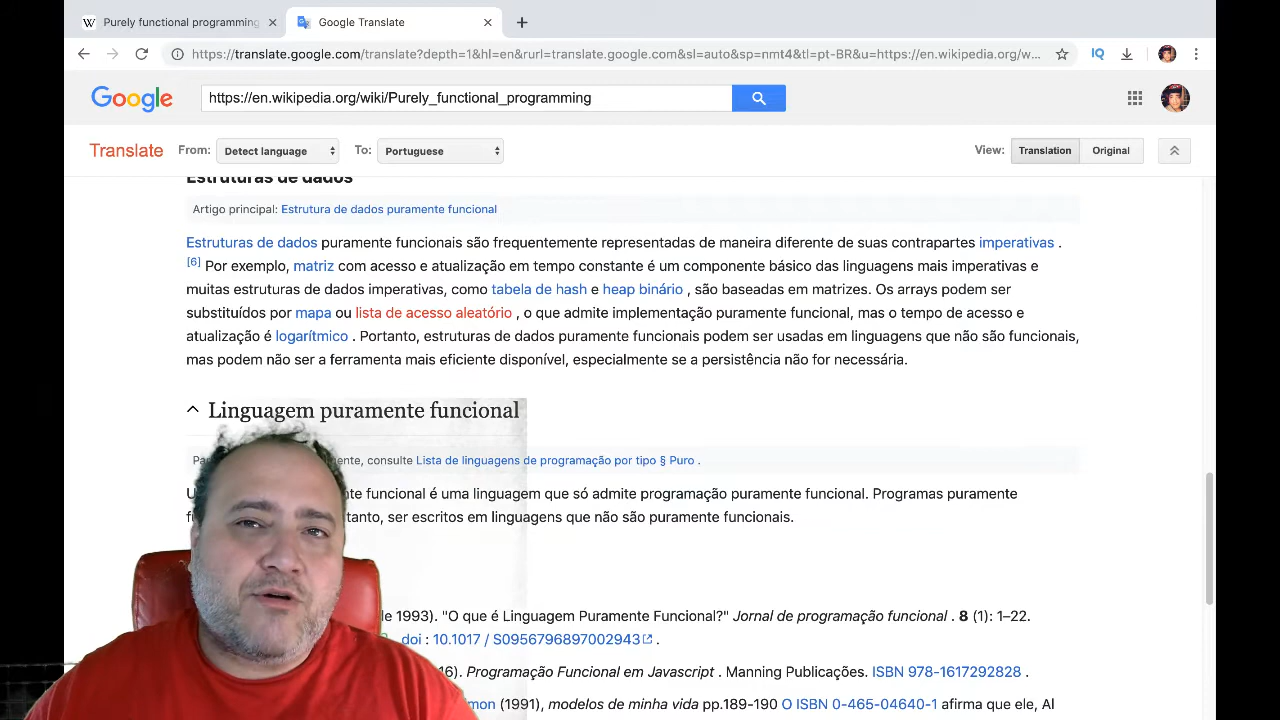 Purely functional programming
Google Translate
https://translate.google.com/translate?depth=1&hl=en&rurl=translate.google.com&sl=auto&sp=nmt4&tl=pt-BR&u=https://en.wikipedia.org/w...
IQ
Google
https://en.wikipedia.org/wiki/Purely_functional_programming
Translate From: Detect language To: Portuguese View: Translation Original
Estruturas de dados
Artigo principal: Estrutura de dados puramente funcional
Estruturas de dados puramente funcionais são frequentemente representadas de maneira diferente de suas contrapartes imperativas .
[6] Por exemplo, matriz com acesso e atualização em tempo constante é um componente básico das linguagens mais imperativas e
muitas estruturas de dados imperativas, como tabela de hash e heap binário , são baseadas em matrizes. Os arrays podem ser
substituídos por mapa ou lista de acesso aleatório , o que admite implementação puramente funcional, mas o tempo de acesso e
atualização é logarítmico . Portanto, estruturas de dados puramente funcionais podem ser usadas em linguagens que não são funcionais,
mas podem não ser a ferramenta mais eficiente disponível, especialmente se a persistência não for necessária.
Linguagem puramente funcional
consulte Lista de linguagens de programação por tipo § Puro .
funcional é uma linguagem que só admite programação puramente funcional. Programas puramente
ser escritos em linguagens que não são puramente funcionais.
de 1993). "O que é Linguagem Puramente Funcional?" Jornal de programação funcional . 8 (1): 1–22.
doi : 10.1017 / S0956796897002943 .
Programação Funcional em Javascript . Manning Publicações. ISBN 978-1617292828 .
(1991), modelos de minha vida pp.189-190 O ISBN 0-465-04640-1 afirma que ele, Al